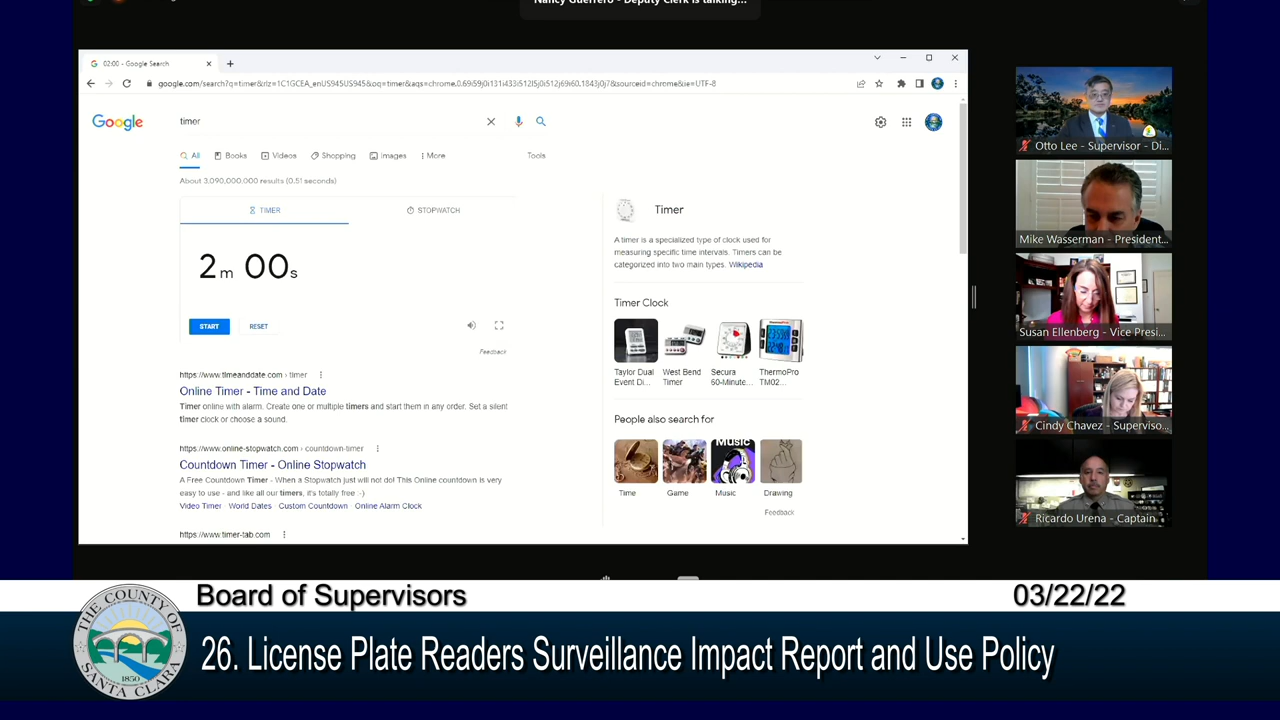 Nancy Guerrero - Deputy Clerk is talking...
02:00 - Google Search
google.com/search?q=timer&rlz=1C1GCEA_enUS945US945&oq=timer&aqs=chrome.0.69i59j0i131i433i512l5j0i512j69i60.1843j0j7&sourceid=chrome&ie=UTF-8
Google
timer
All Books Videos Shopping Images More Tools
About 3,090,000,000 results (0.51 seconds)
TIMER STOPWATCH
2m 00s
START RESET
Feedback
https://www.timeanddate.com › timer
Online Timer - Time and Date
Timer online with alarm. Create one or multiple timers and start them in any order. Set a silent
timer clock or choose a sound.
https://www.online-stopwatch.com › countdown-timer
Countdown Timer - Online Stopwatch
A Free Countdown Timer - When a Stopwatch just will not do! This Online countdown is very
easy to use - and like all our timers, it's totally free :-)
Video Timer World Dates Custom Countdown Online Alarm Clock
https://www.timer-tab.com
Timer
A timer is a specialized type of clock used for
measuring specific time intervals. Timers can be
categorized into two main types. Wikipedia
Timer Clock
Taylor Dual West Bend Secura ThermoPro
Event Di... Timer 60-Minute... TM02...
People also search for
MUSIC
Time Game Music Drawing
Feedback
Otto Lee - Supervisor - Di...
Mike Wasserman - President...
Susan Ellenberg - Vice Presi...
Cindy Chavez - Superviso...
Ricardo Urena - Captain
Board of Supervisors 03/22/22
26. License Plate Readers Surveillance Impact Report and Use Policy
THE COUNTY OF
SANTA CLARA
1850